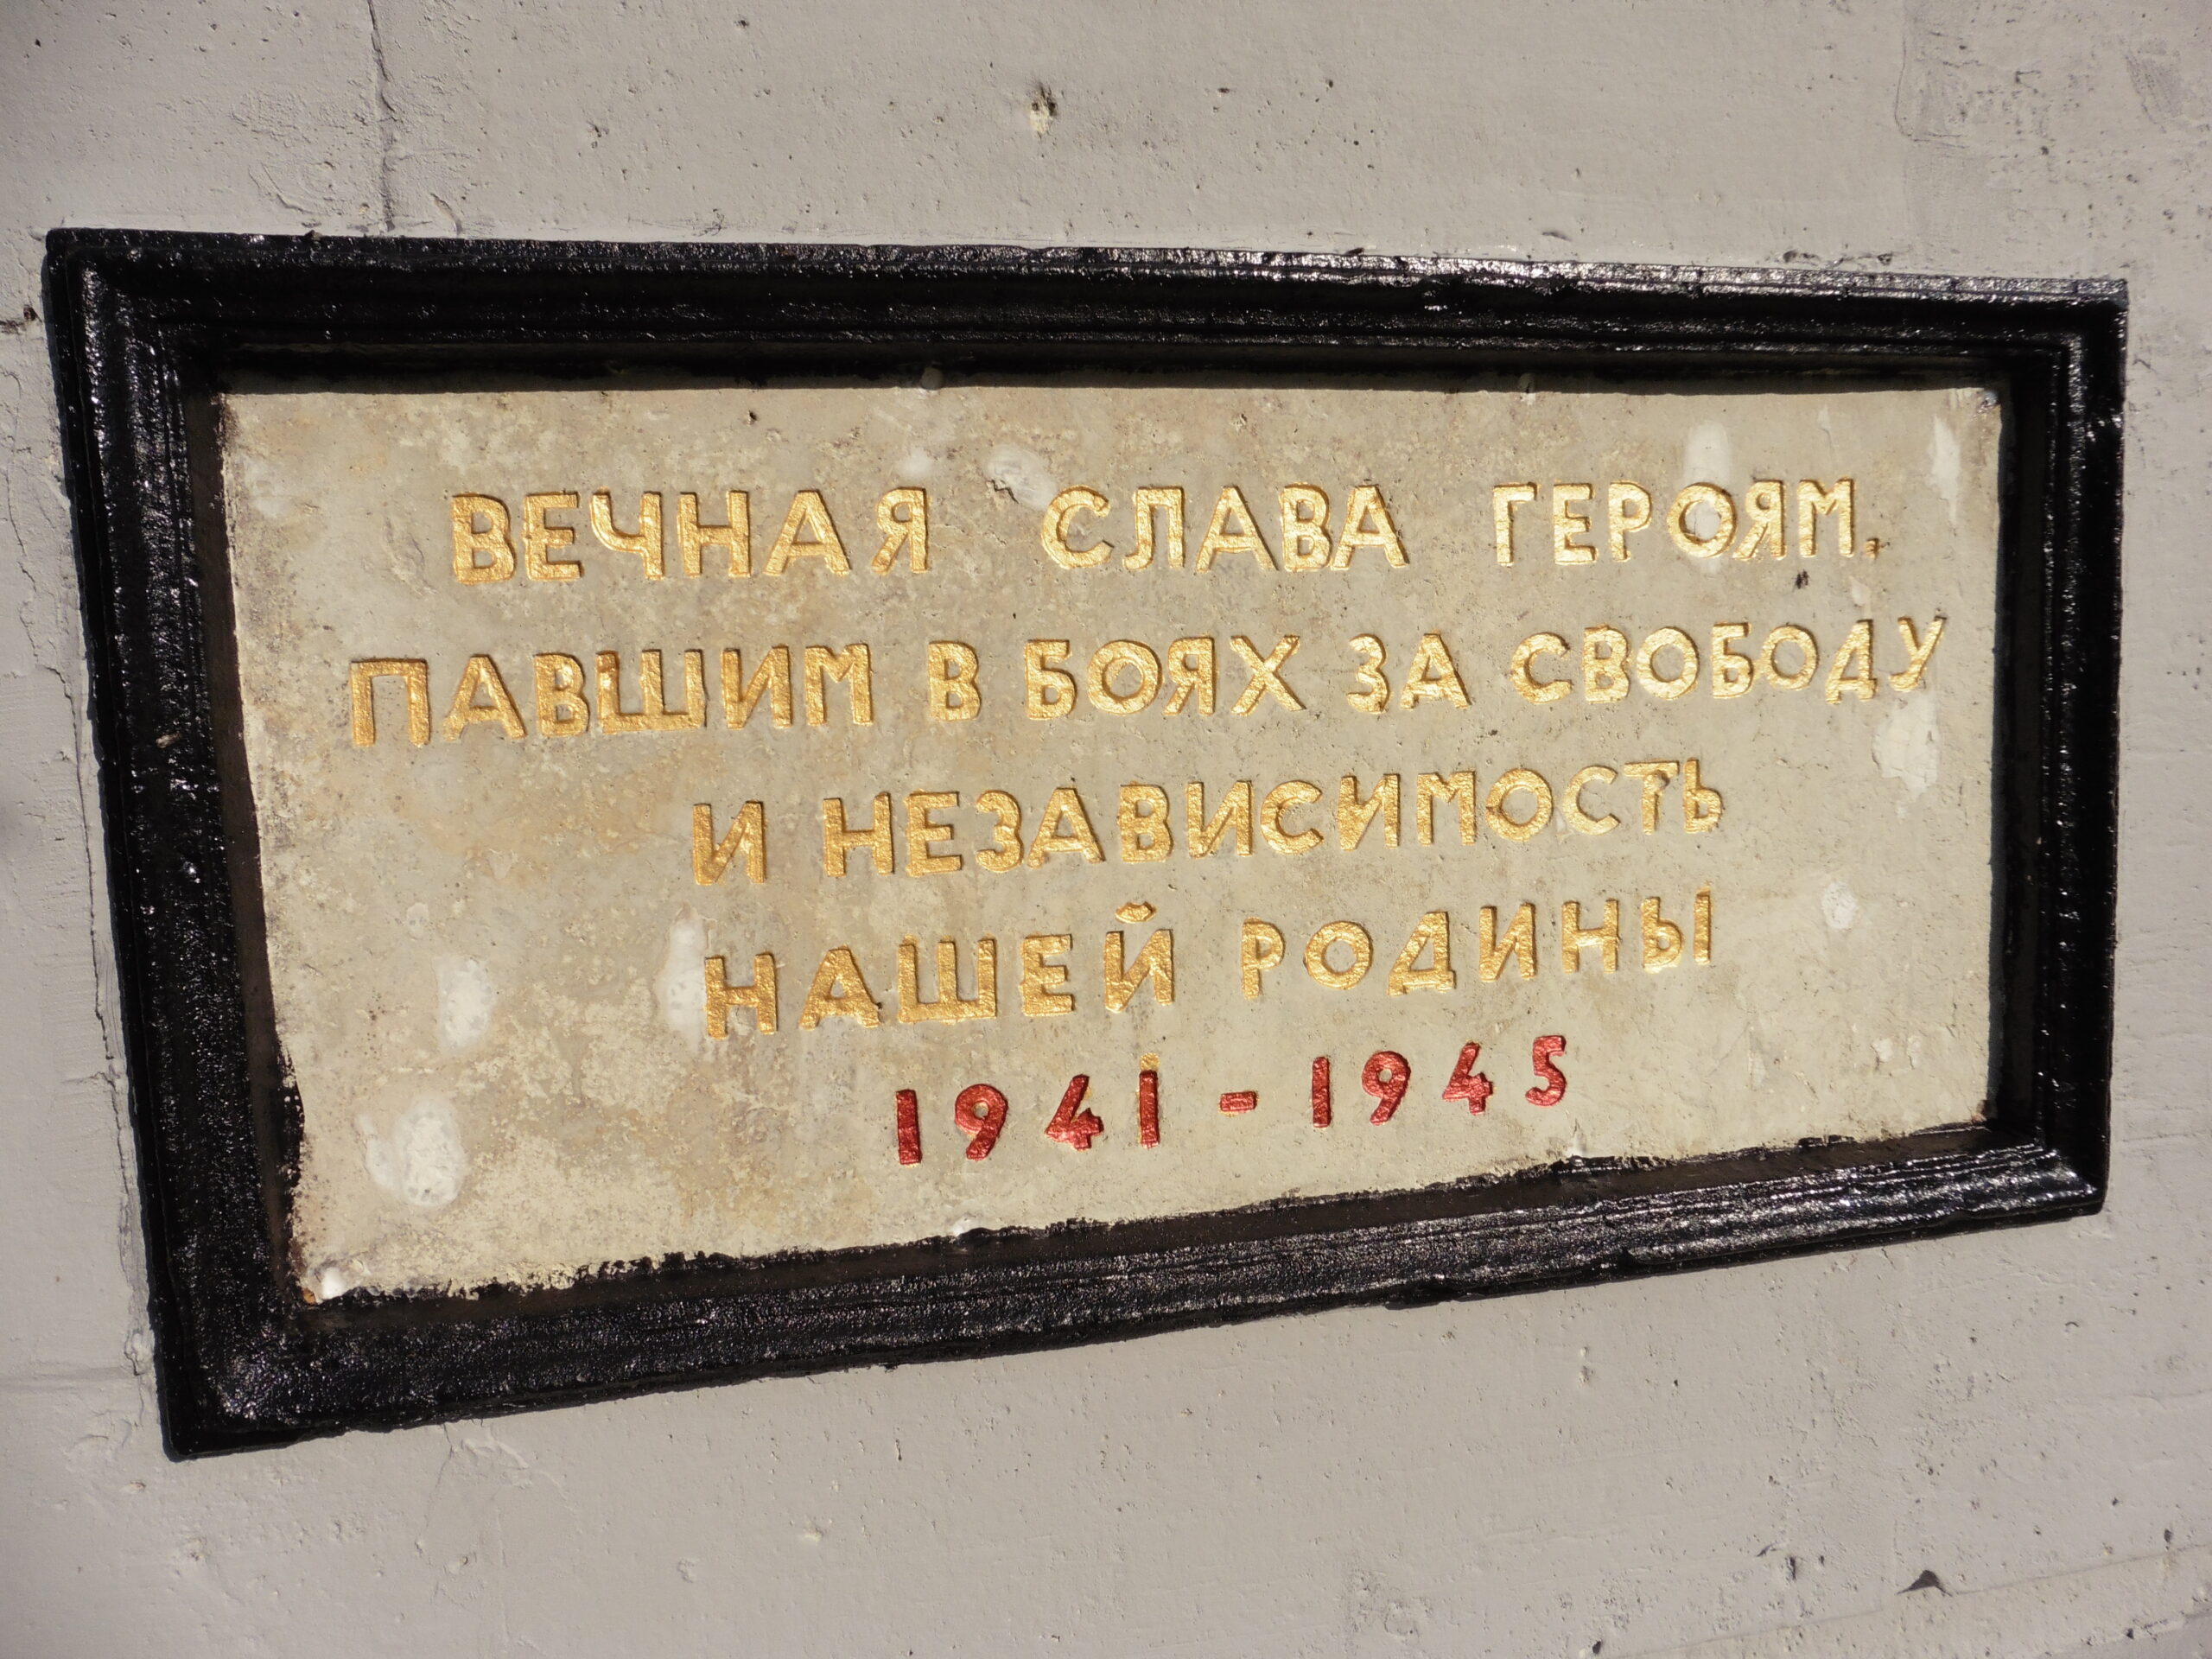 ВЕЧНАЯ СЛАВА ГЕРОЯМ,
ПАВШИМ В БОЯХ ЗА СВОБОДУ
И НЕЗАВИСИМОСТЬ
НАШЕЙ РОДИНЫ
1941-1945